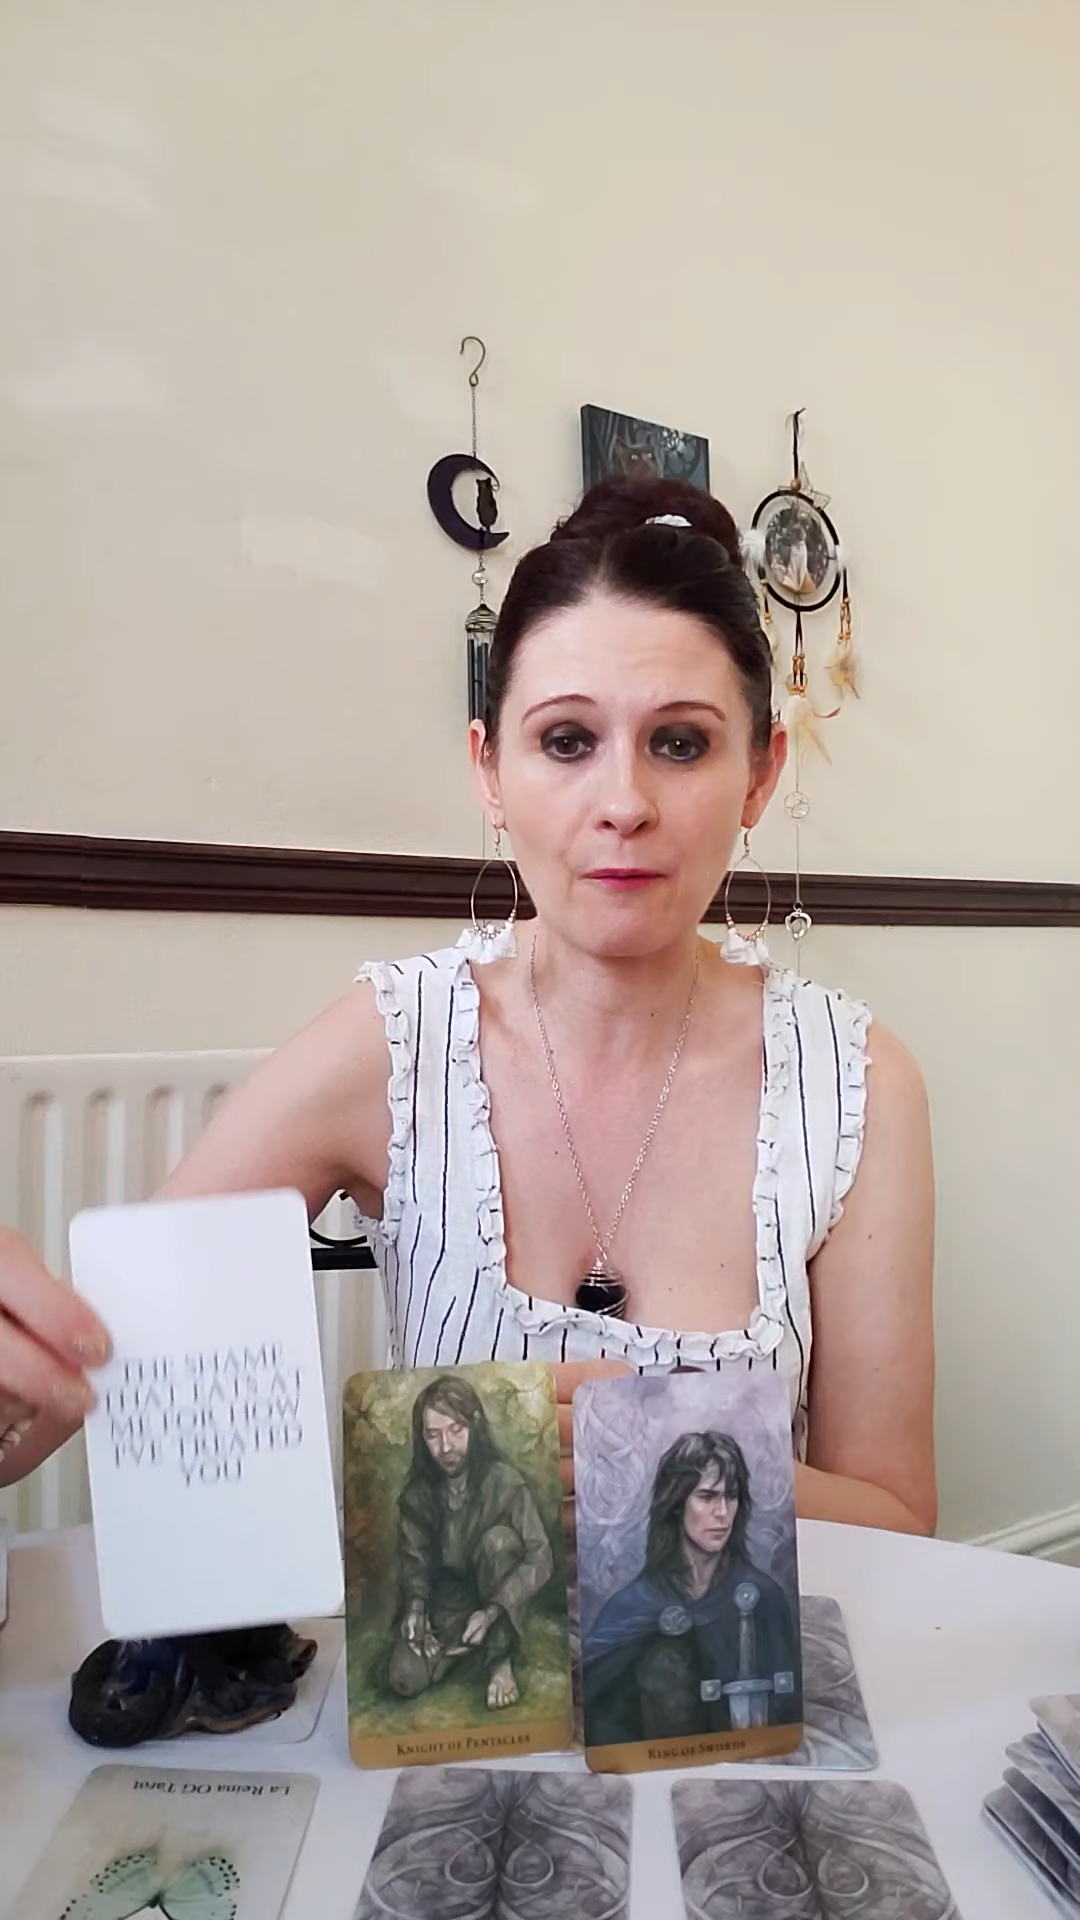 THE SHAME
THAT EATS AT
ME FOR HOW
I'VE TREATED
YOU
KNIGHT OF PENTACLES
KING OF SWORDS
La Reina OG Tarot